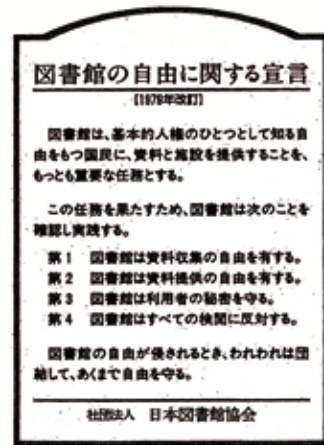 図書館の自由に関する宣言
[1979年改訂]
図書館は、基本的人権のひとつとして知る自
由をもつ国民に、資料と施設を提供することを、
もっとも重要な任務とする。
この任務を果たすため、図書館は次のことを
確認し実践する。
第1 図書館は資料収集の自由を有する。
第2 図書館は資料提供の自由を有する。
第3 図書館は利用者の秘密を守る。
第4 図書館はすべての検閲に反対する。
図書館の自由が侵されるとき、われわれは団
結して、あくまで自由を守る。
社団法人 日本図書館協会